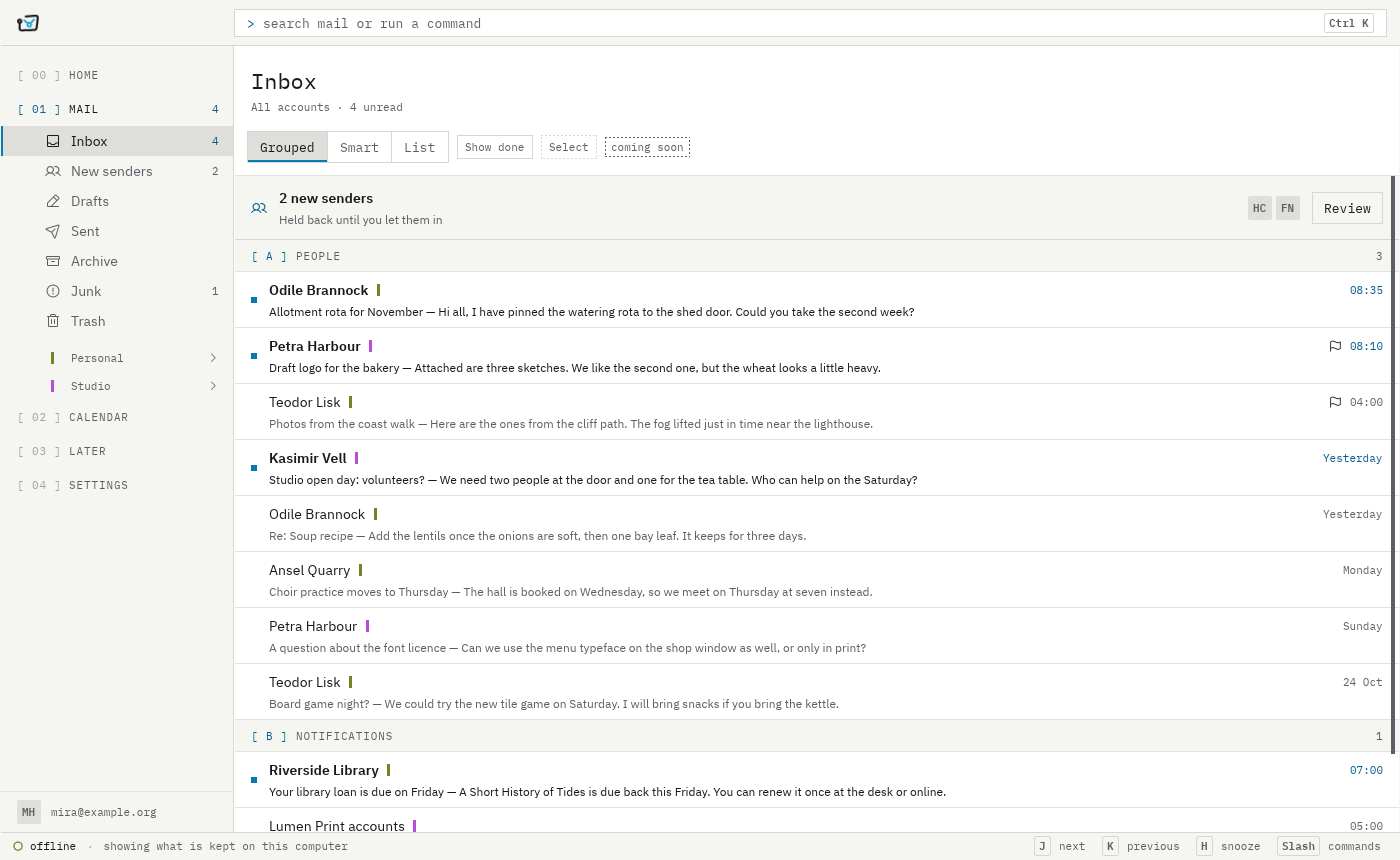 > search mail or run a command Ctrl K
[ 00 ] HOME
[ 01 ] MAIL 4
Inbox 4
New senders 2
Drafts
Sent
Archive
Junk 1
Trash
Personal
Studio
[ 02 ] CALENDAR
[ 03 ] LATER
[ 04 ] SETTINGS
MH mira@example.org
Inbox
All accounts · 4 unread
Grouped Smart List Show done Select coming soon
2 new senders
Held back until you let them in
HC FN Review
[ A ] PEOPLE 3
Odile Brannock 08:35
Allotment rota for November — Hi all, I have pinned the watering rota to the shed door. Could you take the second week?
Petra Harbour 08:10
Draft logo for the bakery — Attached are three sketches. We like the second one, but the wheat looks a little heavy.
Teodor Lisk 04:00
Photos from the coast walk — Here are the ones from the cliff path. The fog lifted just in time near the lighthouse.
Kasimir Vell Yesterday
Studio open day: volunteers? — We need two people at the door and one for the tea table. Who can help on the Saturday?
Odile Brannock Yesterday
Re: Soup recipe — Add the lentils once the onions are soft, then one bay leaf. It keeps for three days.
Ansel Quarry Monday
Choir practice moves to Thursday — The hall is booked on Wednesday, so we meet on Thursday at seven instead.
Petra Harbour Sunday
A question about the font licence — Can we use the menu typeface on the shop window as well, or only in print?
Teodor Lisk 24 Oct
Board game night? — We could try the new tile game on Saturday. I will bring snacks if you bring the kettle.
[ B ] NOTIFICATIONS 1
Riverside Library 07:00
Your library loan is due on Friday — A Short History of Tides is due back this Friday. You can renew it once at the desk or online.
Lumen Print accounts 05:00
offline · showing what is kept on this computer
J next K previous H snooze Slash commands